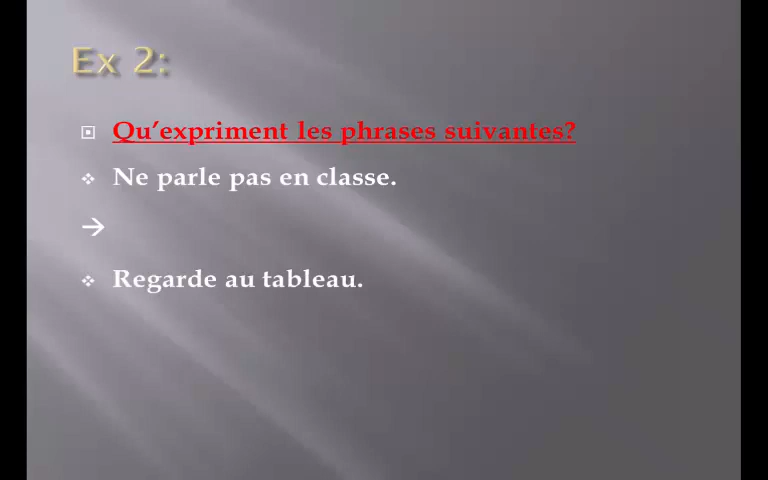 Ex 2:
Qu’expriment les phrases suivantes?
Ne parle pas en classe.
→
Regarde au tableau.